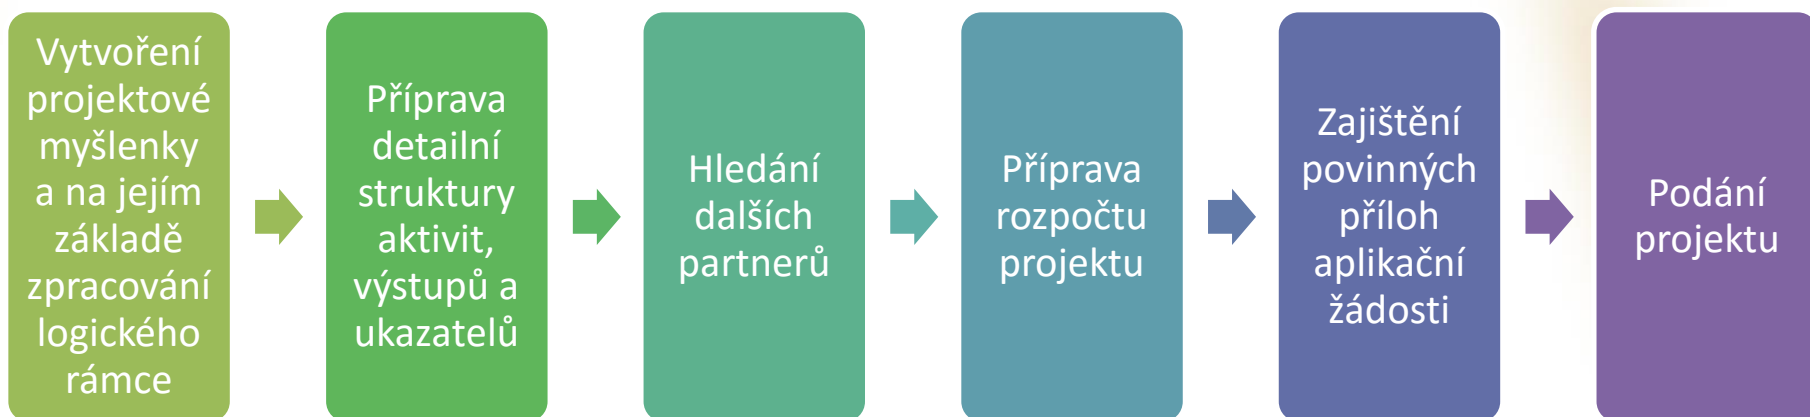 Vytvoření
projektové
myšlenky
a na jejím
základě
zpracování
logického
rámce
Příprava
detailní
struktury
aktivit,
výstupů a
ukazatelů
Hledání
dalších
partnerů
Příprava
rozpočtu
projektu
Zajištění
povinných
příloh
aplikační
žádosti
Podání
projektu